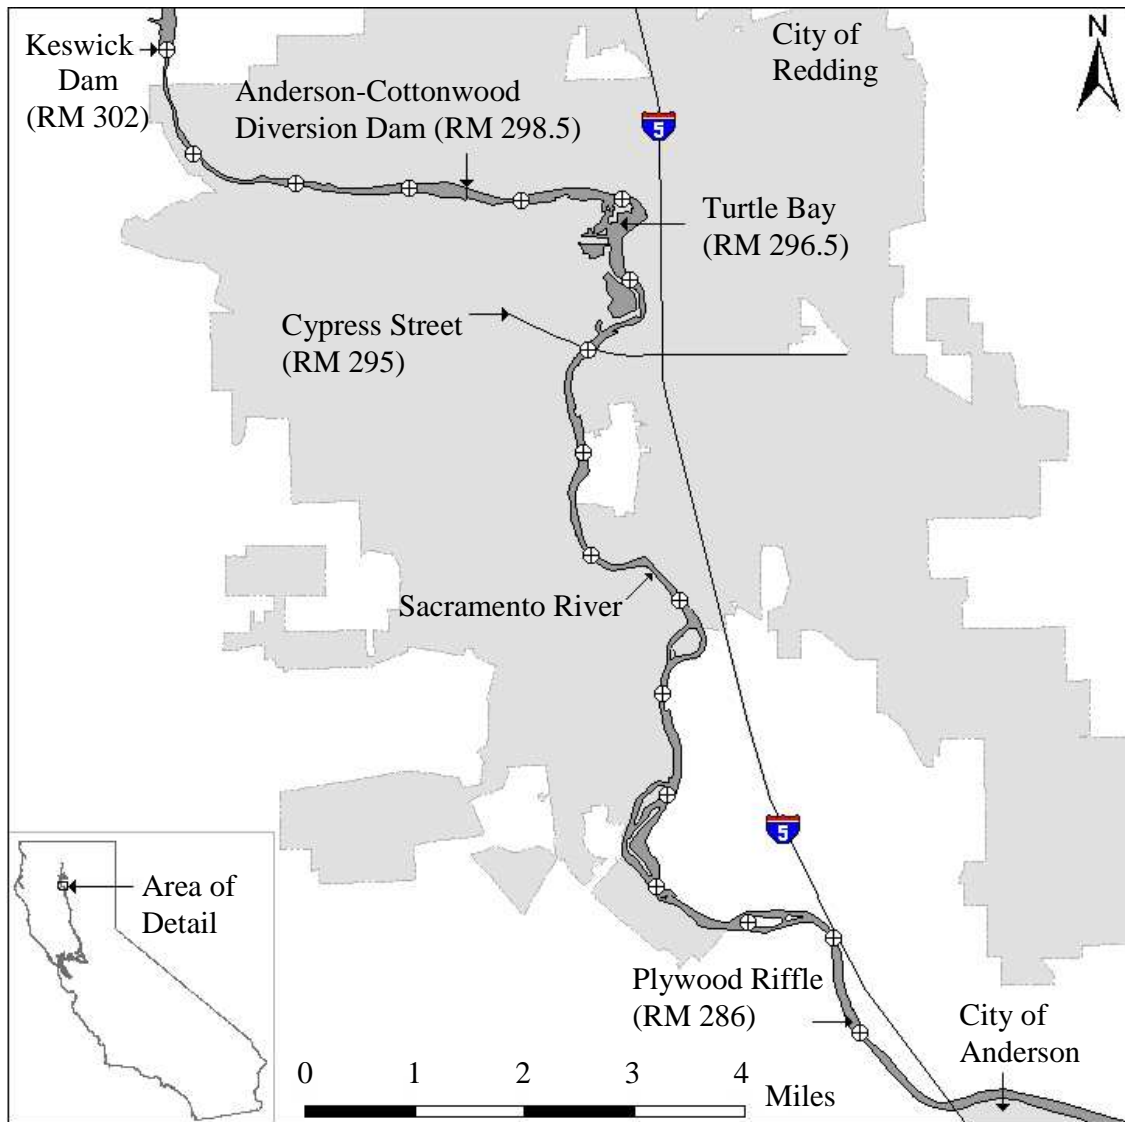 Keswick
Dam
(RM 302)
City of
Redding
N
Anderson-Cottonwood
Diversion Dam (RM 298.5)
5
Turtle Bay
(RM 296.5)
Cypress Street
(RM 295)
Sacramento River
5
Area of
Detail
Plywood Riffle
(RM 286)
City of
Anderson
0 1 2 3 4
Miles